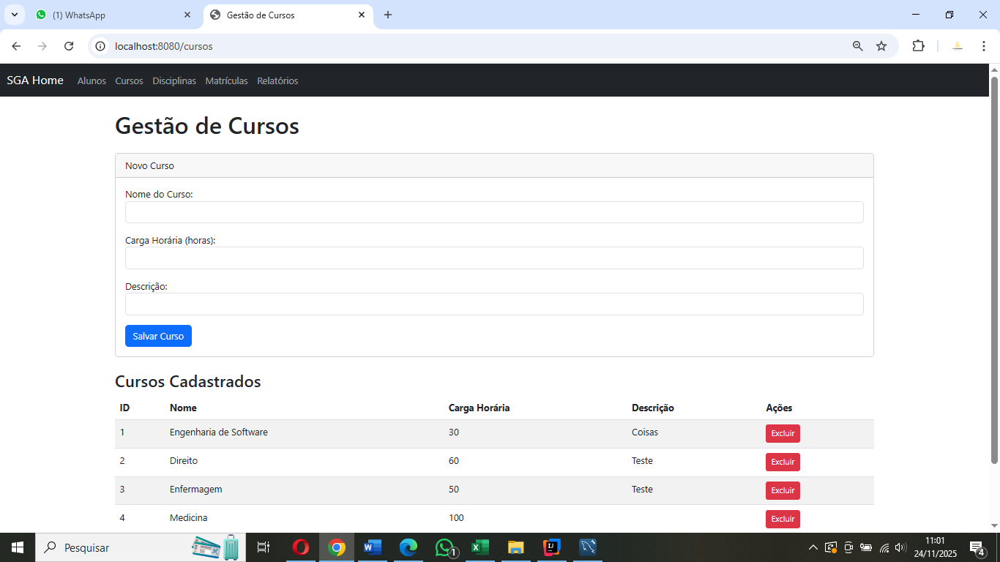 (1) WhatsApp
Gestão de Cursos
localhost:8080/cursos
SGA Home Alunos Cursos Disciplinas Matrículas Relatórios
Gestão de Cursos
Novo Curso
Nome do Curso:
Carga Horária (horas):
Descrição:
Salvar Curso
Cursos Cadastrados
ID Nome Carga Horária Descrição Ações
1 Engenharia de Software 30 Coisas Excluir
2 Direito 60 Teste Excluir
3 Enfermagem 50 Teste Excluir
4 Medicina 100 Excluir
Pesquisar
1
11:01
24/11/2025
4